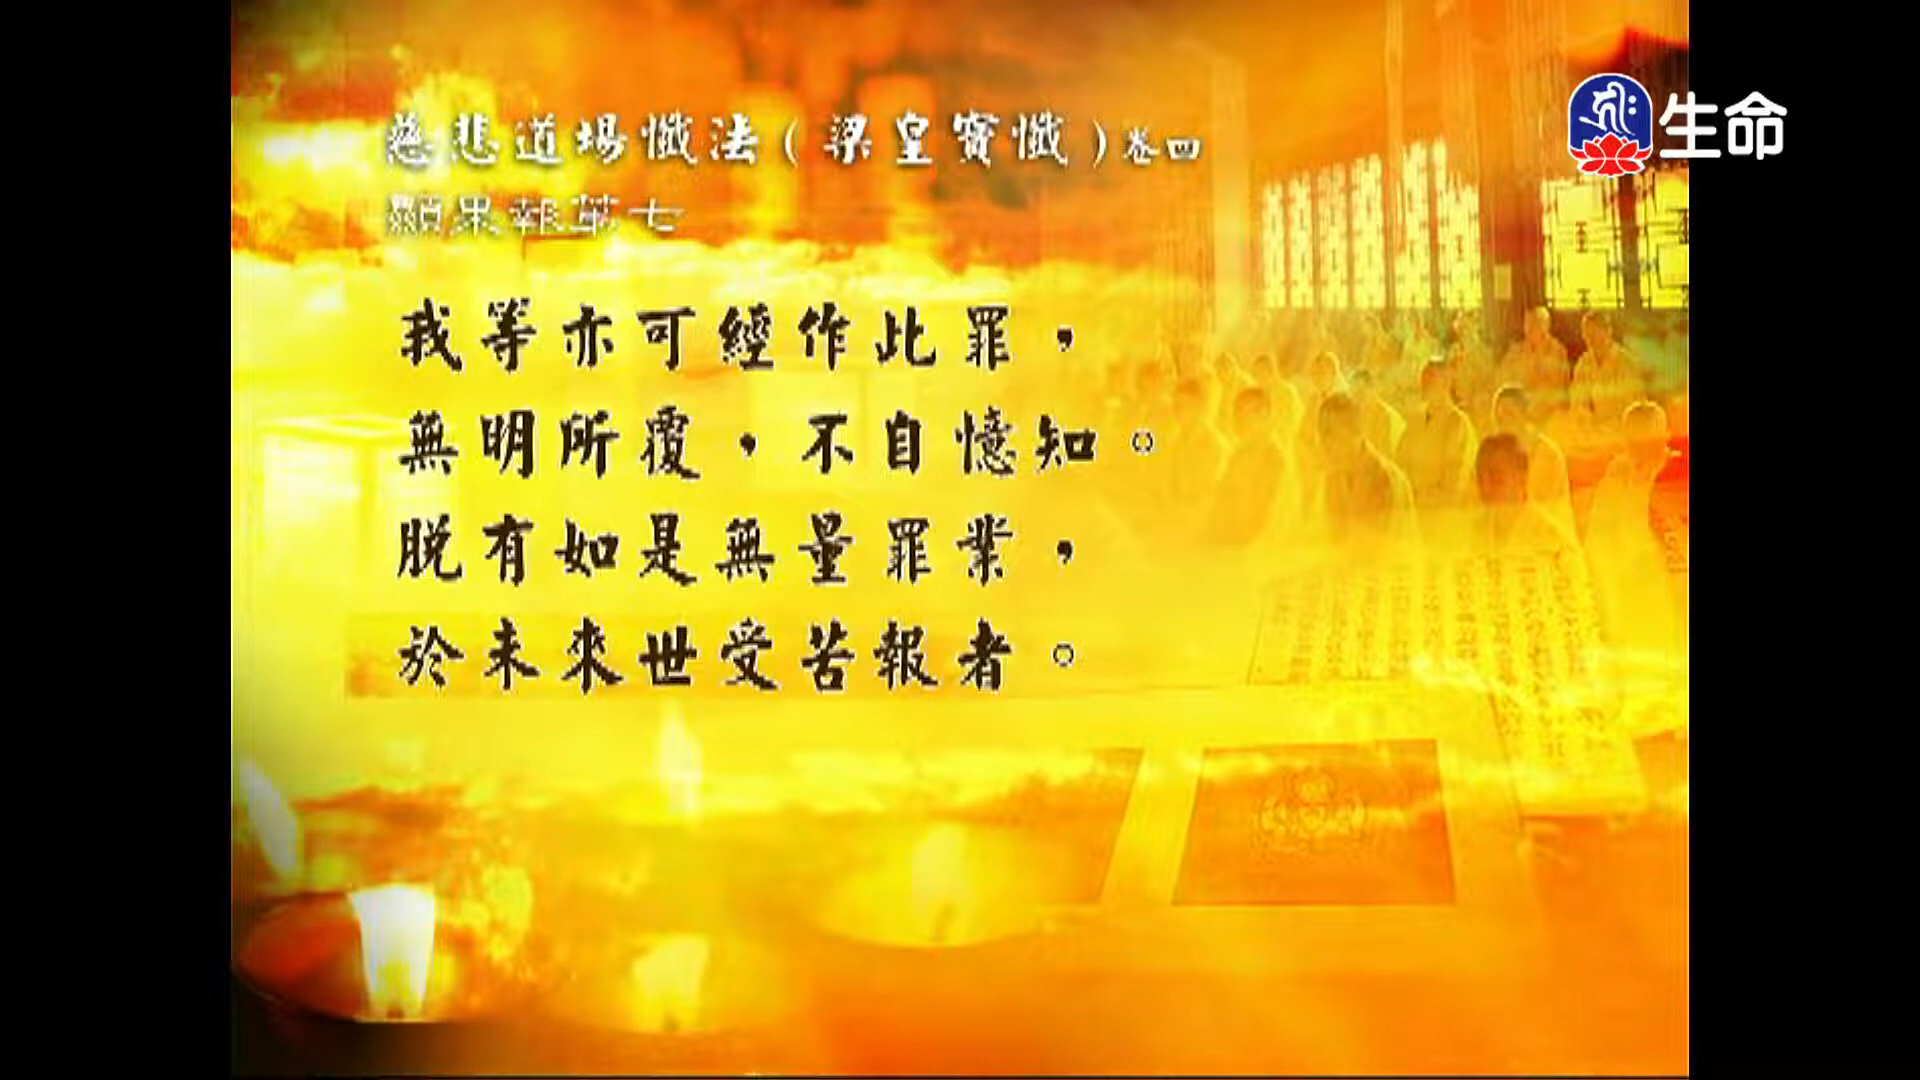 慈悲道場懺法(梁皇寶懺)卷四
顯果報第七
生命
我等亦可經作此罪，
無明所覆，不自憶知。
脫有如是無量罪業，
於未來世受苦報者。